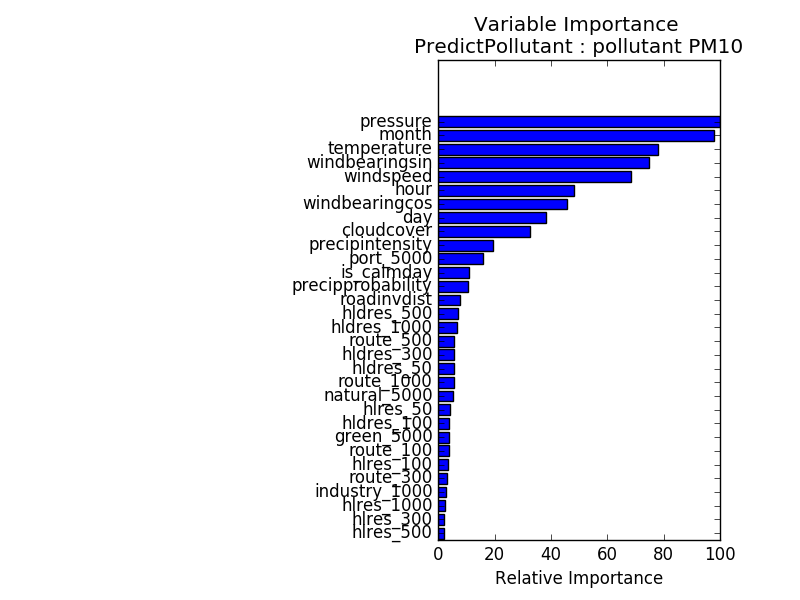 Variable Importance
PredictPollutant : pollutant PM10
pressure
month
temperature
windbearingsin
windspeed
hour
windbearingcos
day
cloudcover
precipintensity
port_5000
is_calmday
precipprobability
roadinvdist
hldres_500
hldres_1000
route_500
hldres_300
hldres_50
route_1000
natural_5000
hlres_50
hldres_100
green_5000
route_100
hlres_100
route_300
industry_1000
hlres_1000
hlres_300
hlres_500
0 20 40 60 80 100
Relative Importance